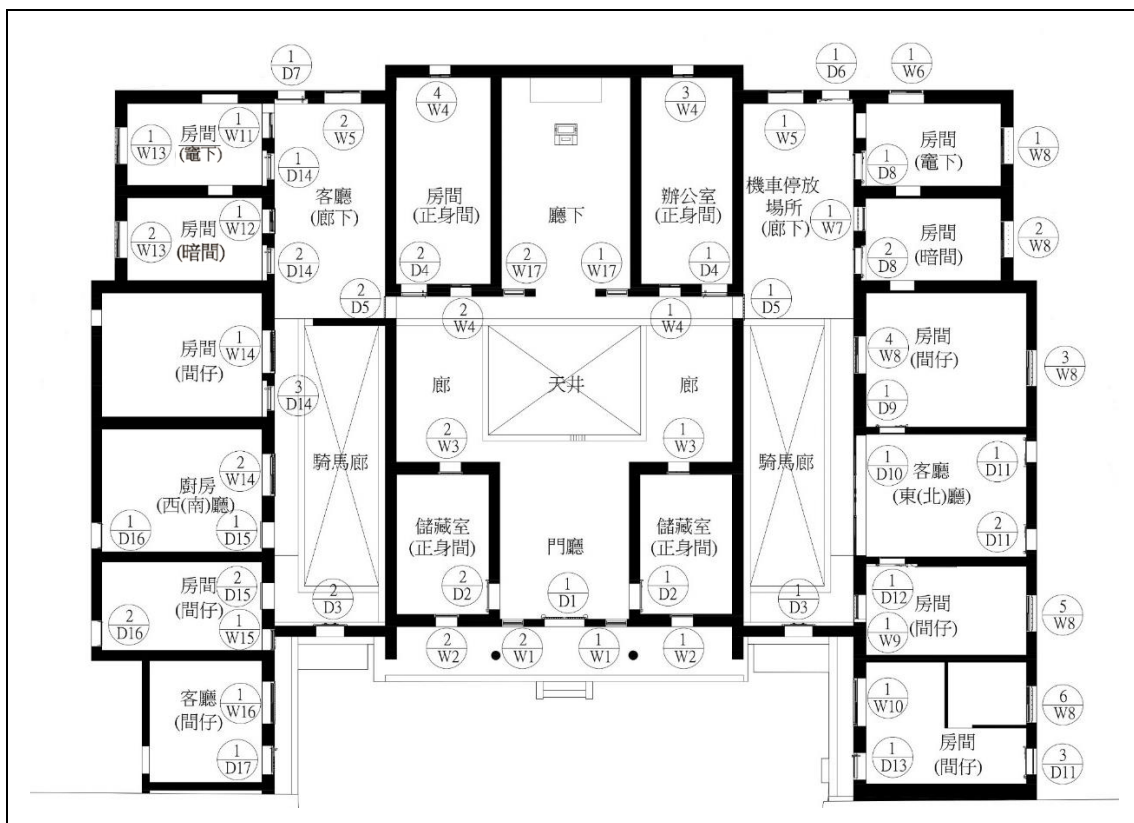 1
D7
1
D6
1
W6
4
W4
3
W4
1
W11
2
W5
1
W5
1
W13
房間
(竈下)
1
D14
1
D8
房間
(竈下)
1
W8
客廳
(廊下)
房間
(正身間)
廳下
辦公室
(正身間)
機車停放
場所
(廊下)
1
W7
2
W13
房間
(暗間)
1
W12
2
D14
2
D4
2
W17
1
W17
1
D4
2
D8
房間
(暗間)
2
W8
2
D5
2
W4
1
W4
1
D5
房間
(間仔)
1
W14
3
D14
廊
天井
廊
4
W8
房間
(間仔)
3
W8
1
D9
2
W3
1
W3
廚房
(西(南)廳)
2
W14
1
D16
1
D15
騎馬廊
騎馬廊
1
D10
客廳
(東(北)廳)
1
D11
2
D11
儲藏室
(正身間)
門廳
儲藏室
(正身間)
2
D2
1
D2
房間
(間仔)
2
D15
2
D16
1
W15
2
D3
1
D1
1
D3
1
D12
房間
(間仔)
1
W9
5
W8
2
W2
2
W1
1
W1
1
W2
客廳
(間仔)
1
W16
1
D17
1
W10
6
W8
1
D13
房間
(間仔)
3
D11